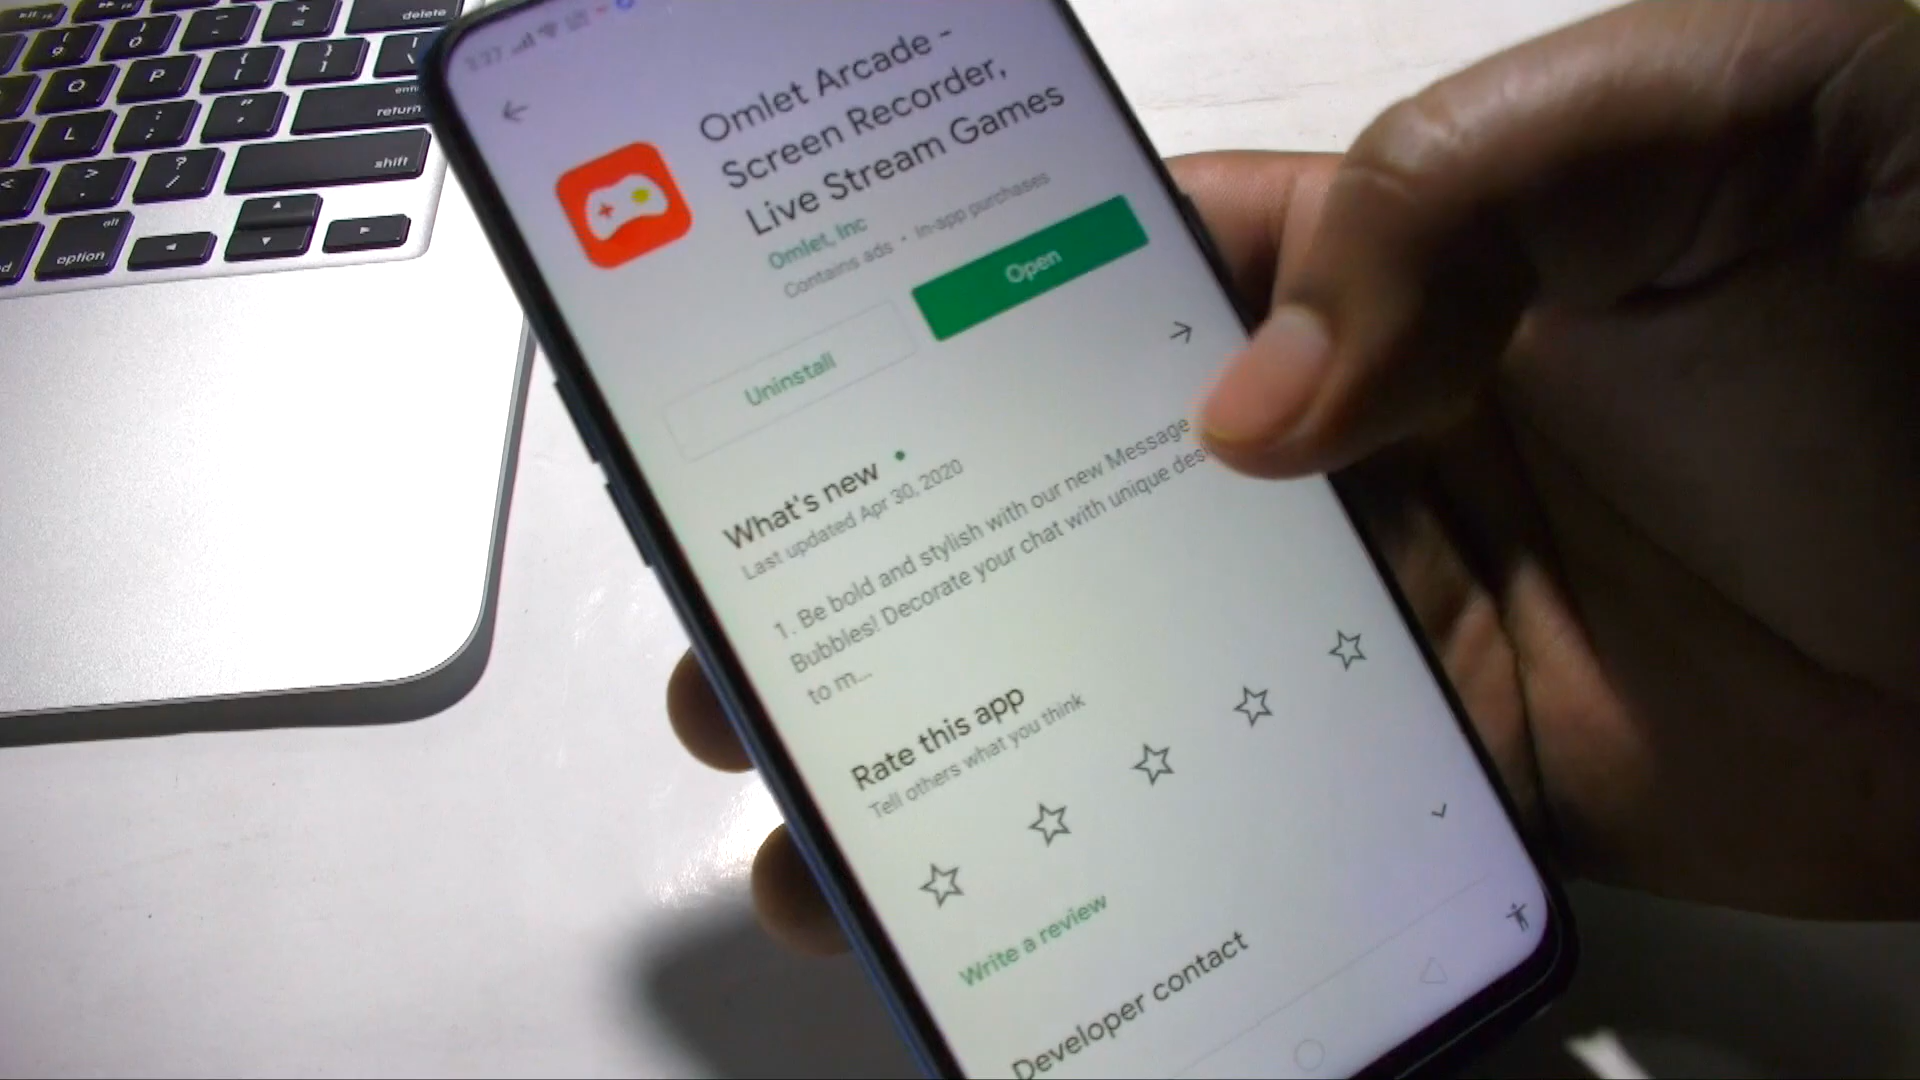 delete
O
P
return
L
shift
alt
option
Omlet Arcade -
Screen Recorder,
Live Stream Games
Omlet, Inc
Contains ads • In-app purchases
Uninstall
Open
What's new
Last updated Apr 30, 2020
1. Be bold and stylish with our new Message
Bubbles! Decorate your chat with unique
to m...
Rate this app
Tell others what you think
Write a review
Developer contact